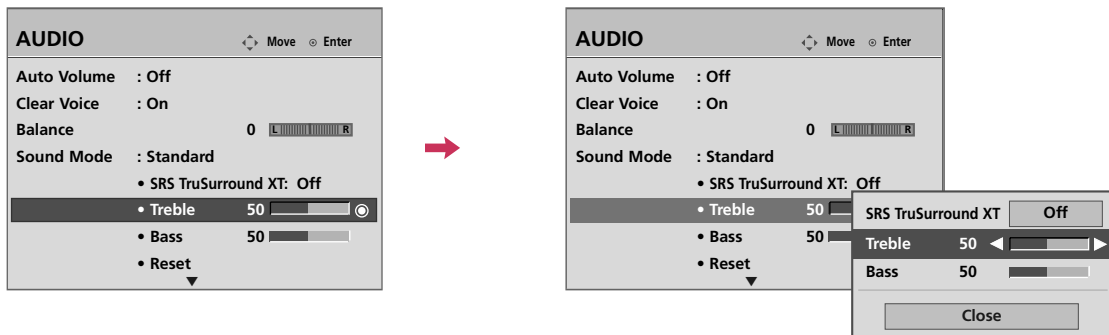 AUDIO Move Enter
Auto Volume : Off
Clear Voice : On
Balance 0 L R
Sound Mode : Standard
• SRS TruSurround XT: Off
• Treble 50
• Bass 50
• Reset
AUDIO Move Enter
Auto Volume : Off
Clear Voice : On
Balance 0 L R
Sound Mode : Standard
• SRS TruSurround XT: Off
• Treble 50
• Bass 50
• Reset
SRS TruSurround XT Off
Treble 50
Bass 50
Close